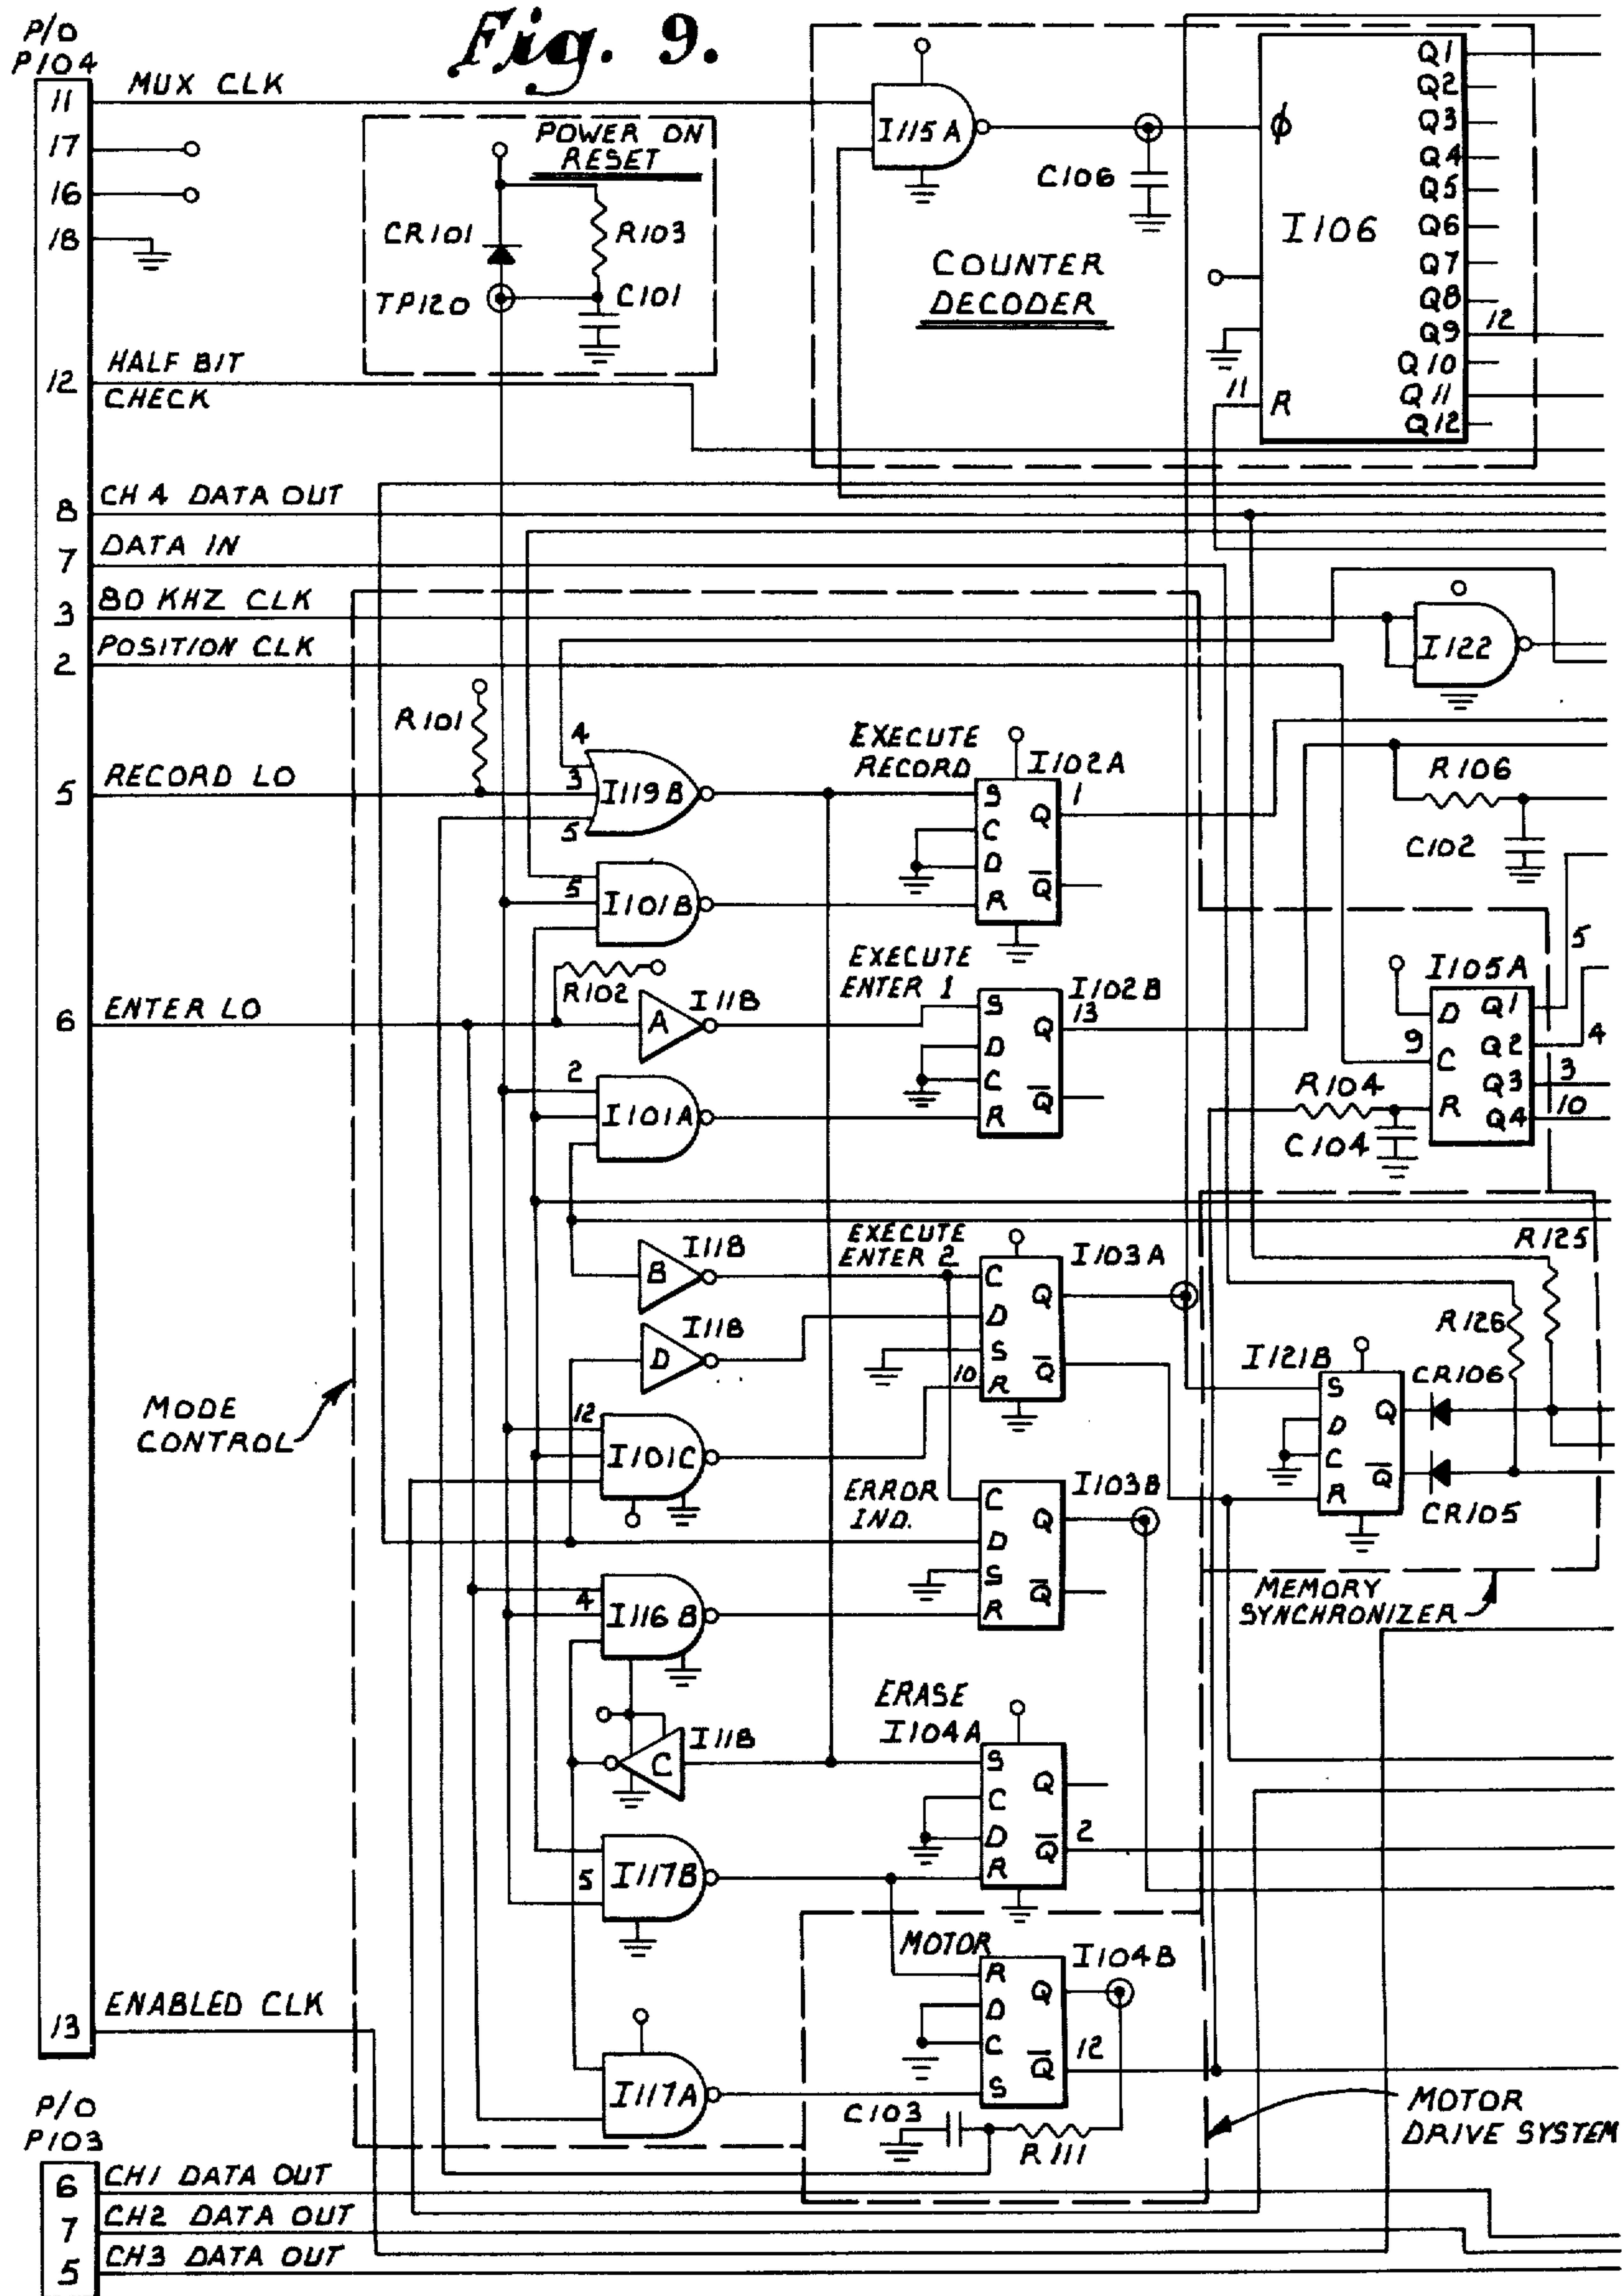 Fig. 9.
P/O
P104
11 MUX CLK
17
16
18
12 HALF BIT
CHECK
8 CH 4 DATA OUT
7 DATA IN
3 80 KHZ CLK
2 POSITION CLK
5 RECORD LO
6 ENTER LO
13 ENABLED CLK
P/O
P103
6 CH1 DATA OUT
7 CH2 DATA OUT
5 CH3 DATA OUT
POWER ON
RESET
CR101
R103
TP120
C101
I115A
C106
COUNTER
DECODER
φ
I106
11 R
Q1
Q2
Q3
Q4
Q5
Q6
Q7
Q8
Q9 12
Q10
Q11
Q12
I122
R101
4
3
5
I119B
EXECUTE
RECORD
I102A
S
C
D
R
Q 1
Q̅
R106
C102
5
I101B
R102
I118
A
EXECUTE
ENTER 1
I102B
S
D
C
R
Q 13
Q̅
2
I101A
I105A
D
9 C
R
Q1 5
Q2 4
Q3 3
Q4 10
R104
C104
I118
B
I118
D
EXECUTE
ENTER 2
I103A
C
D
S
10 R
Q
Q̅
R125
R126
I121B
S
D
C
R
Q
Q̅
CR106
CR105
MODE
CONTROL
12
I101C
ERROR
IND.
I103B
C
D
S
R
Q
Q̅
MEMORY
SYNCHRONIZER
4
I116B
I118
C
ERASE
I104A
S
C
D
R
Q
Q̅ 2
5
I117B
MOTOR
I104B
R
D
C
S
Q
Q̅ 12
I117A
C103
R111
MOTOR
DRIVE SYSTEM